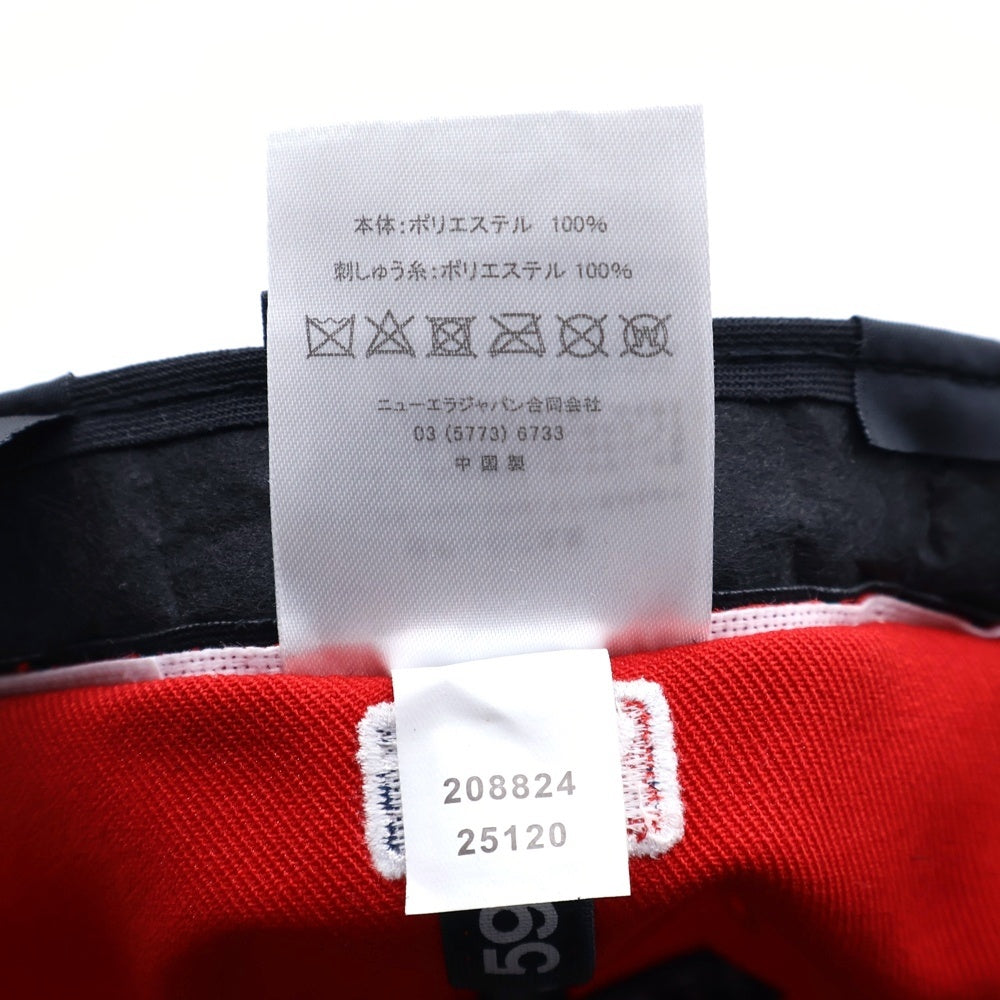 本体:ポリエステル 100%
刺しゅう糸:ポリエステル 100%
W
ニューエラジャパン合同会社
03 (5773) 6733
中国製
208824
25120
59